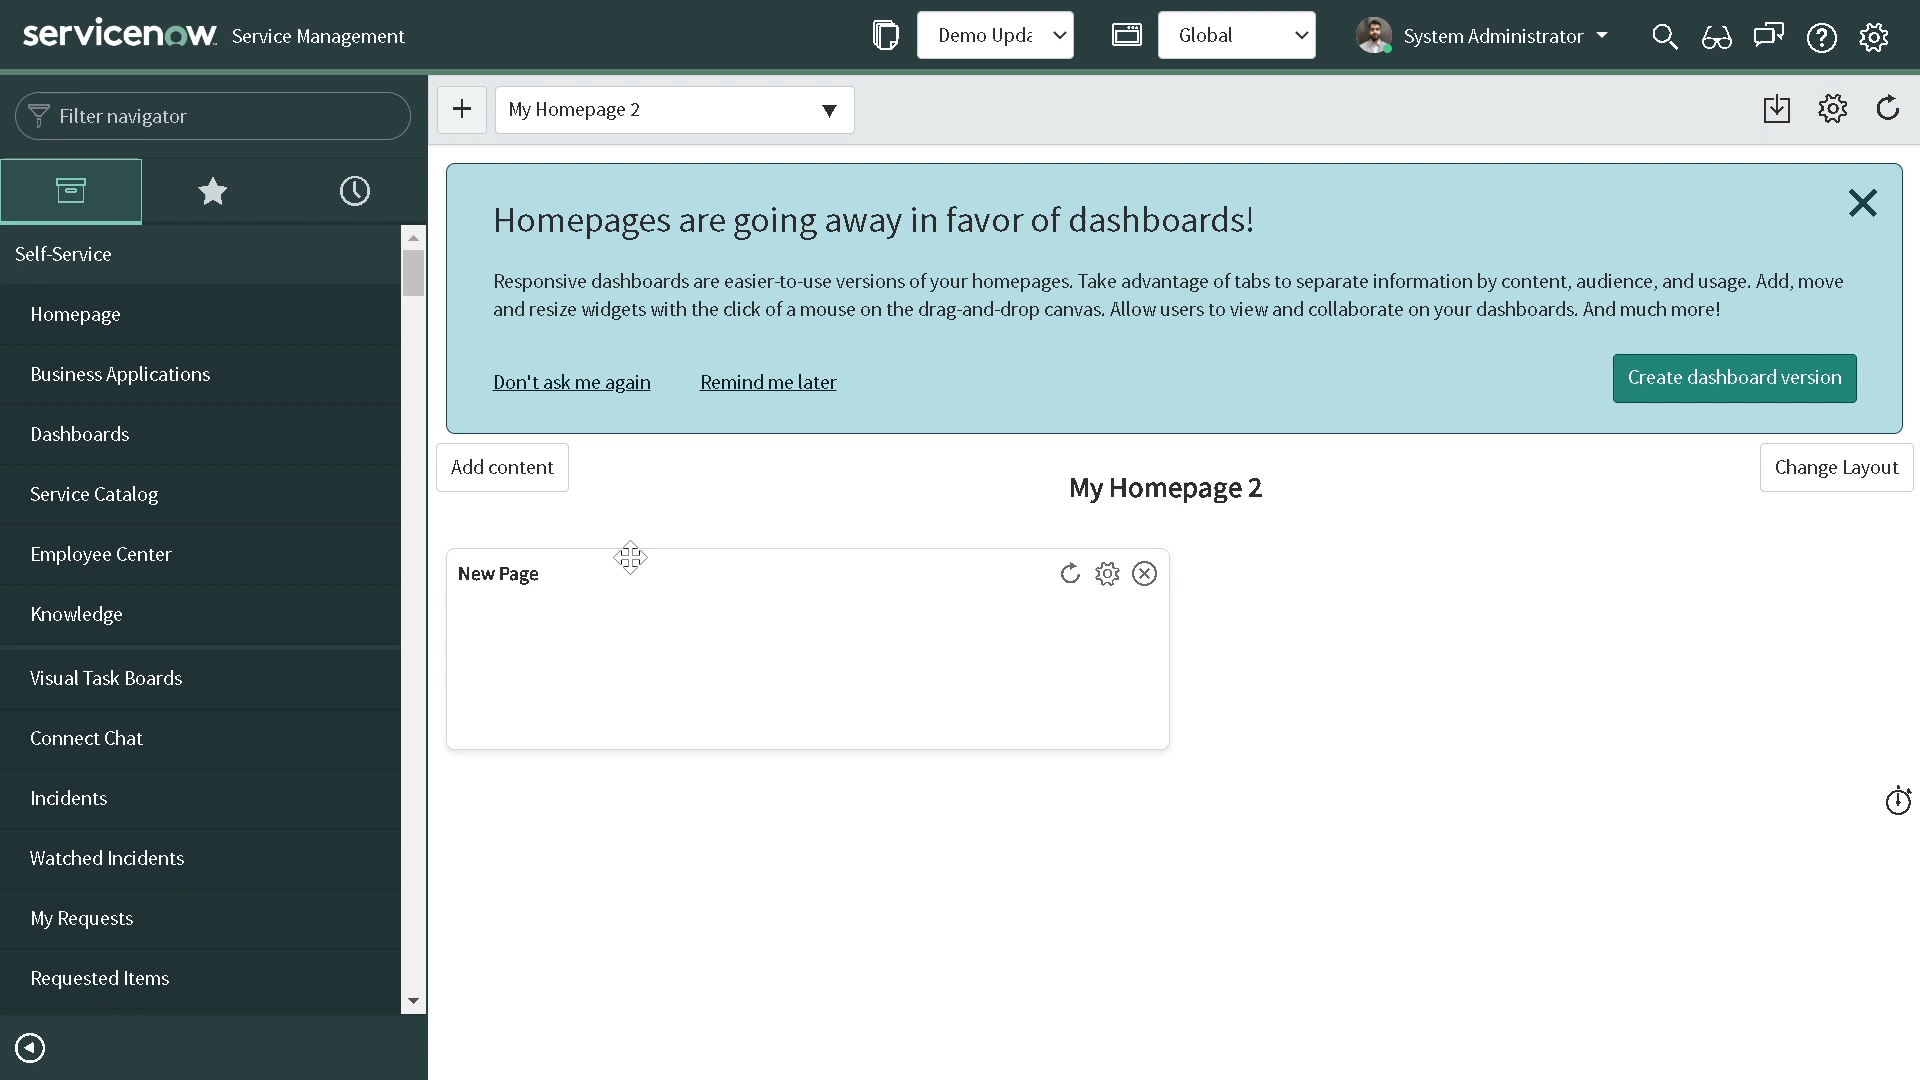 servicenow Service Management
Demo Upda
Global
System Administrator
Filter navigator
My Homepage 2
Self-Service
Homepage
Business Applications
Dashboards
Service Catalog
Employee Center
Knowledge
Visual Task Boards
Connect Chat
Incidents
Watched Incidents
My Requests
Requested Items
Homepages are going away in favor of dashboards!
Responsive dashboards are easier-to-use versions of your homepages. Take advantage of tabs to separate information by content, audience, and usage. Add, move
and resize widgets with the click of a mouse on the drag-and-drop canvas. Allow users to view and collaborate on your dashboards. And much more!
Don't ask me again
Remind me later
Create dashboard version
Add content
My Homepage 2
Change Layout
New Page